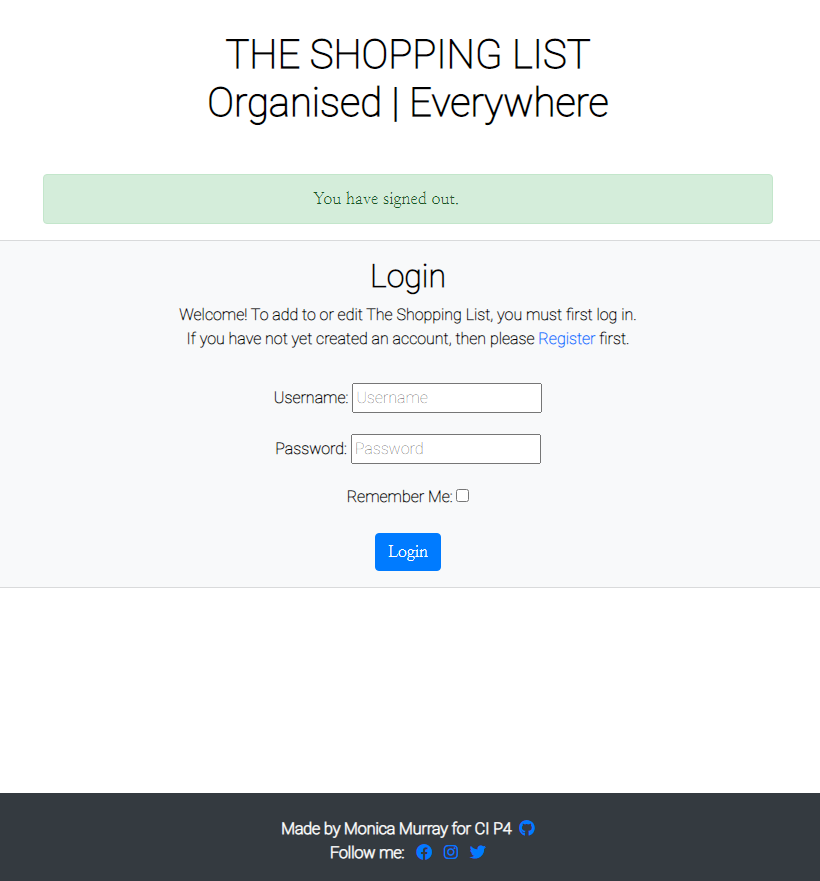 THE SHOPPING LIST
Organised | Everywhere
You have signed out.
Login
Welcome! To add to or edit The Shopping List, you must first log in.
If you have not yet created an account, then please Register first.
Username: Username
Password: Password
Remember Me:
Login
Made by Monica Murray for CI P4
Follow me: